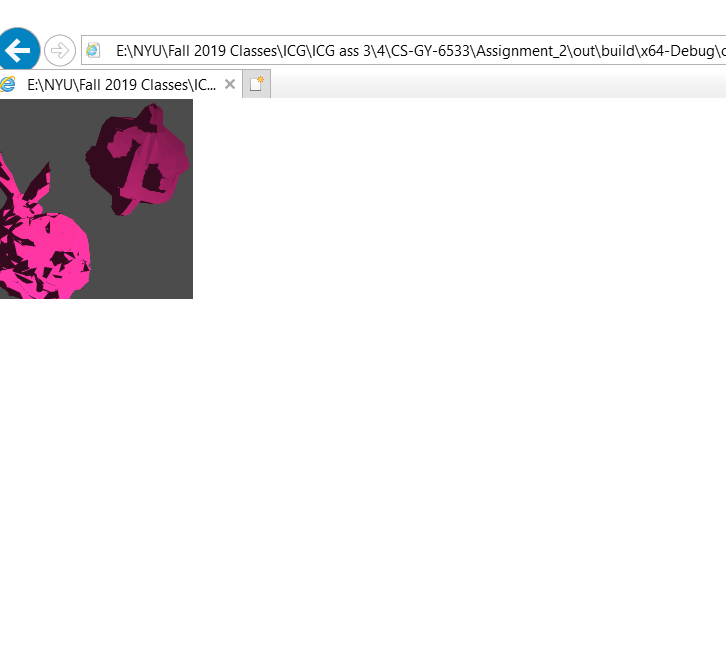 E:\NYU\Fall 2019 Classes\ICG\ICG ass 3\4\CS-GY-6533\Assignment_2\out\build\x64-Debug\
E:\NYU\Fall 2019 Classes\IC...